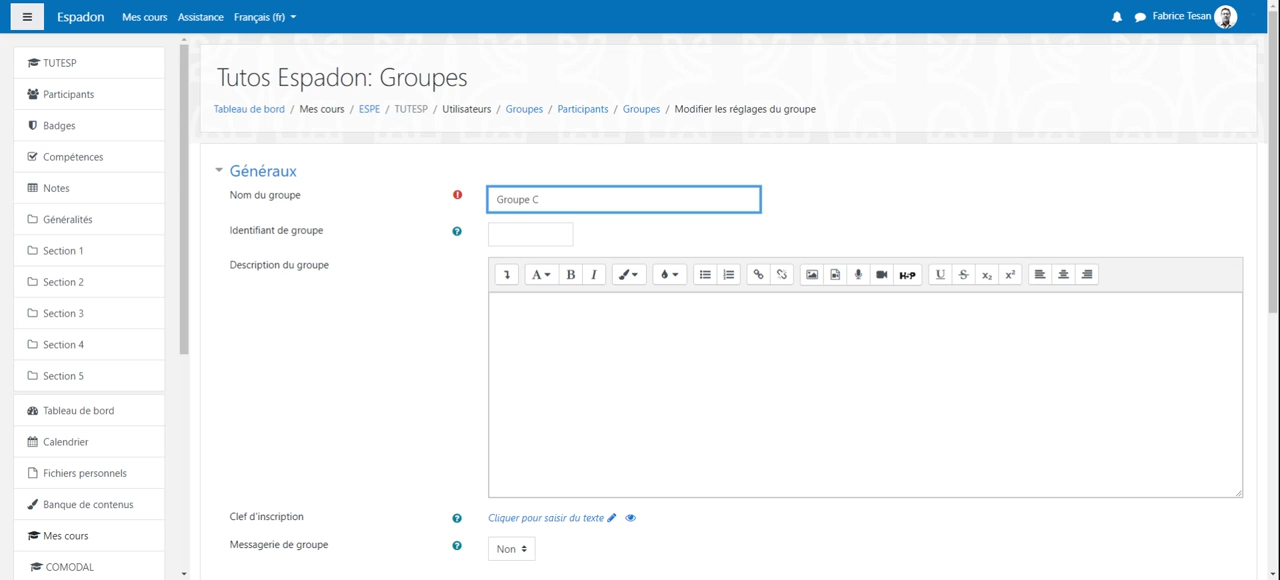 Espadon Mes cours Assistance Français (fr) Fabrice Tesan
TUTESP
Participants
Badges
Compétences
Notes
Généralités
Section 1
Section 2
Section 3
Section 4
Section 5
Tableau de bord
Calendrier
Fichiers personnels
Banque de contenus
Mes cours
COMODAL
Tutos Espadon: Groupes
Tableau de bord / Mes cours / ESPE / TUTESP / Utilisateurs / Groupes / Participants / Groupes / Modifier les réglages du groupe
Généraux
Nom du groupe Groupe C
Identifiant de groupe
Description du groupe
A B I H-P U S x₂ x²
Clef d'inscription Cliquer pour saisir du texte
Messagerie de groupe Non